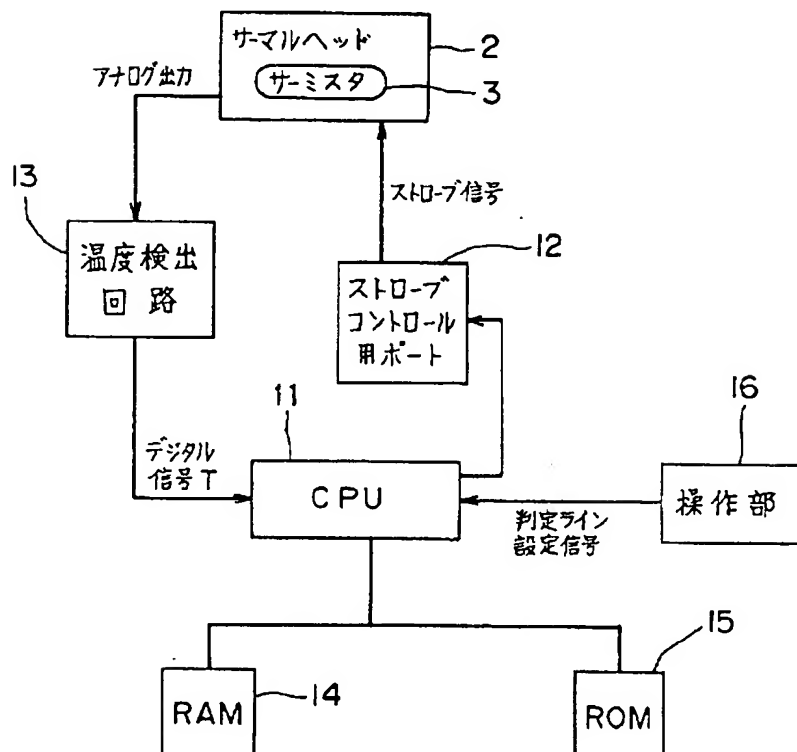 サーマルヘッド
2
サーミスタ
3
アナログ出力
13
温度検出
回路
ストローブ信号
12
ストローブ
コントロール
用ポート
11
デジタル
信号T
CPU
16
操作部
判定ライン
設定信号
RAM
14
15
ROM